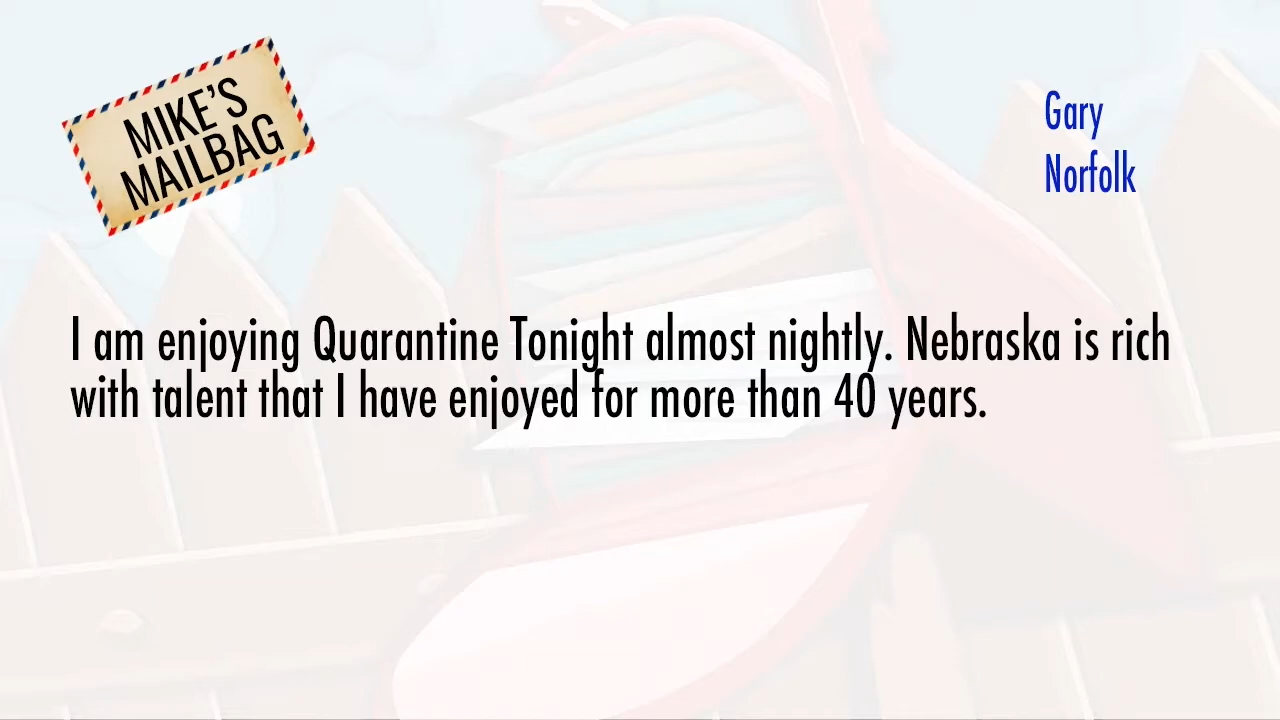 MIKE'S
MAILBAG
Gary
Norfolk
I am enjoying Quarantine Tonight almost nightly. Nebraska is rich
with talent that I have enjoyed for more than 40 years.